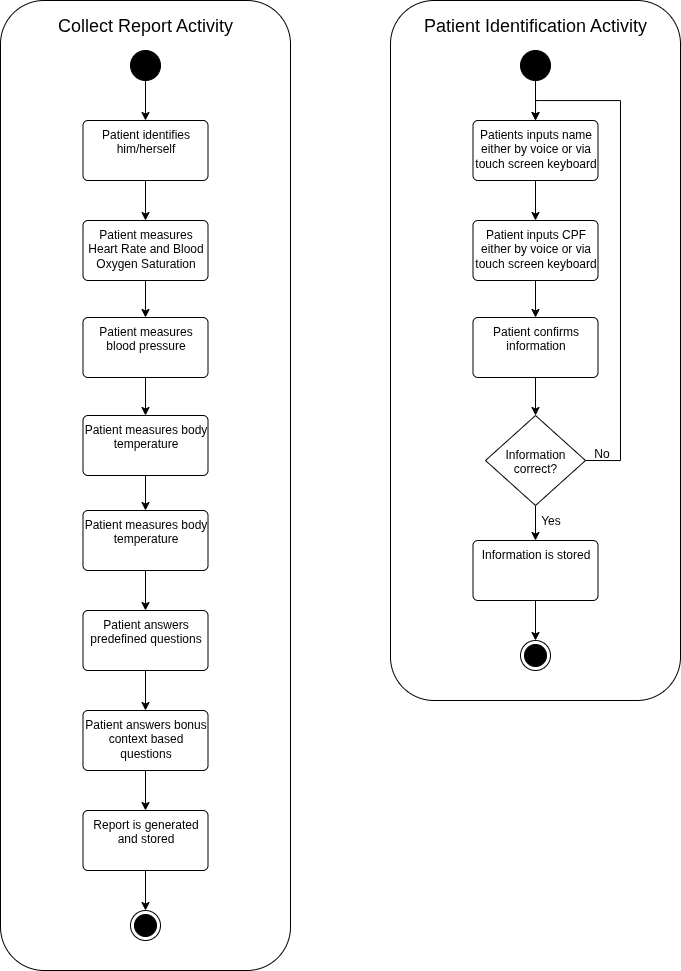 Collect Report Activity
Patient identifies
him/herself
Patient measures
Heart Rate and Blood
Oxygen Saturation
Patient measures
blood pressure
Patient measures body
temperature
Patient measures body
temperature
Patient answers
predefined questions
Patient answers bonus
context based
questions
Report is generated
and stored
Patient Identification Activity
Patients inputs name
either by voice or via
touch screen keyboard
Patient inputs CPF
either by voice or via
touch screen keyboard
Patient confirms
information
Information
correct?
No
Yes
Information is stored